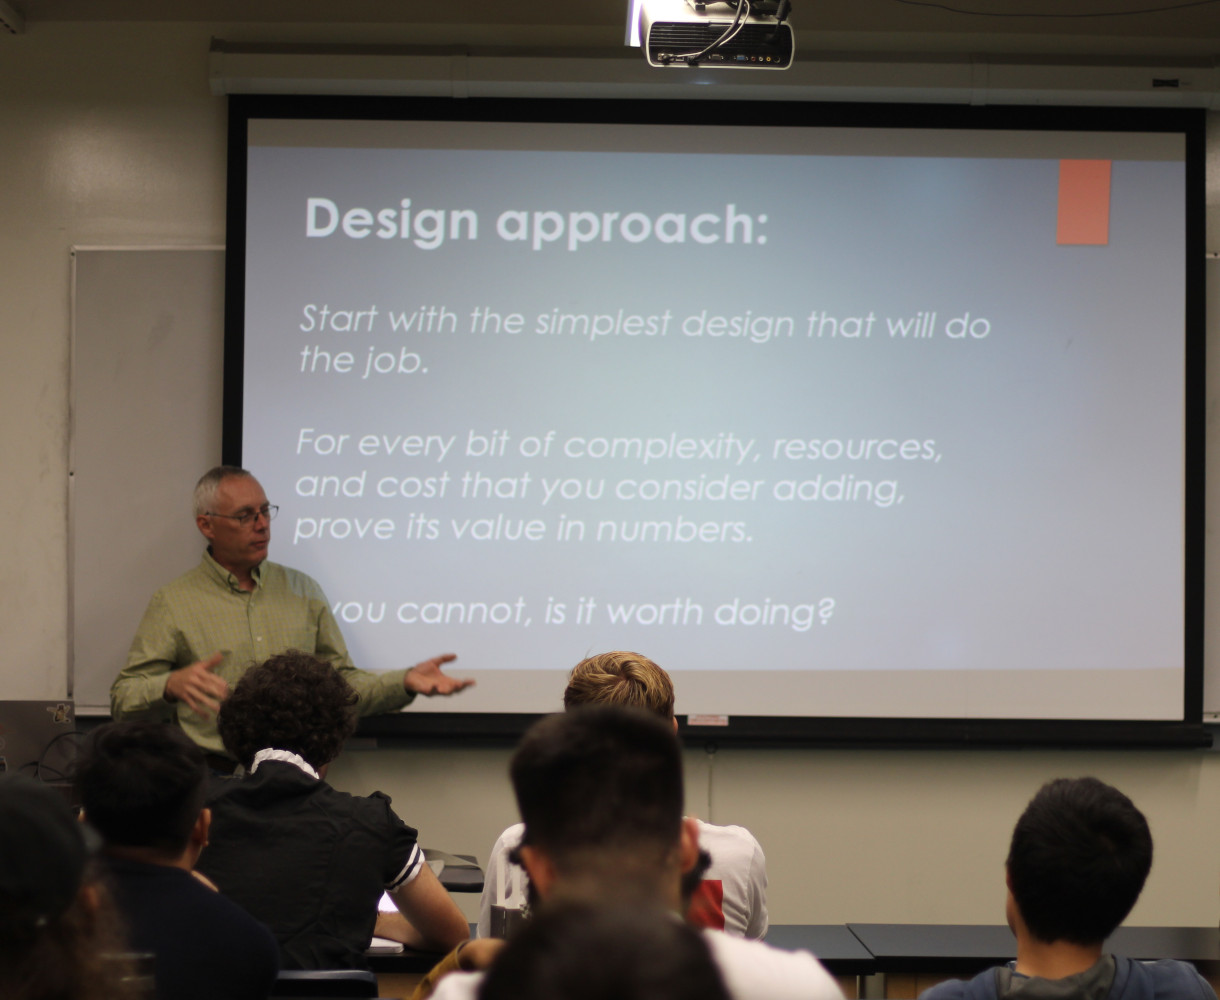 Design approach:
Start with the simplest design that will do
the job.
For every bit of complexity, resources,
and cost that you consider adding,
prove its value in numbers.
you cannot, is it worth doing?